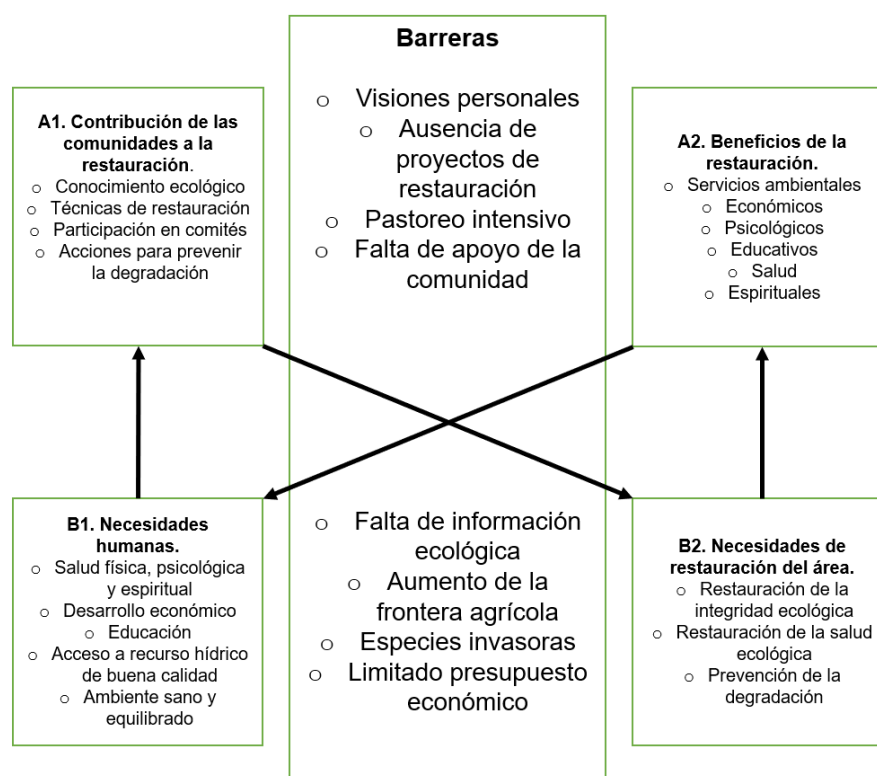 Barreras
o Visiones personales
o Ausencia de
proyectos de
restauración
o Pastoreo intensivo
o Falta de apoyo de la
comunidad
A1. Contribución de las
comunidades a la
restauración.
o Conocimiento ecológico
o Técnicas de restauración
o Participación en comités
o Acciones para prevenir
la degradación
A2. Beneficios de la
restauración.
o Servicios ambientales
o Económicos
o Psicológicos
o Educativos
o Salud
o Espirituales
B1. Necesidades
humanas.
o Salud física, psicológica
y espiritual
o Desarrollo económico
o Educación
o Acceso a recurso hídrico
de buena calidad
o Ambiente sano y
equilibrado
o Falta de información
ecológica
o Aumento de la
frontera agrícola
o Especies invasoras
o Limitado presupuesto
económico
B2. Necesidades de
restauración del área.
o Restauración de la
integridad ecológica
o Restauración de la salud
ecológica
o Prevención de la
degradación